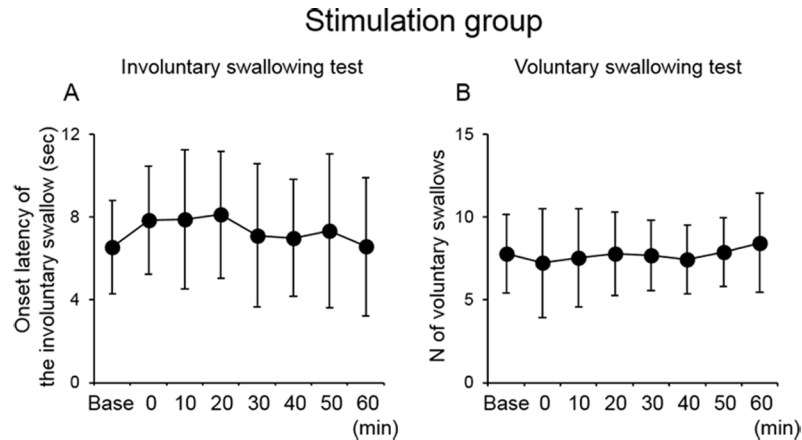 Stimulation group
Involuntary swallowing test
A
Onset latency of
the involuntary swallow (sec)
12
8
4
0
Base 0 10 20 30 40 50 60
(min)
Voluntary swallowing test
B
N of voluntary swallows
15
10
5
0
Base 0 10 20 30 40 50 60
(min)